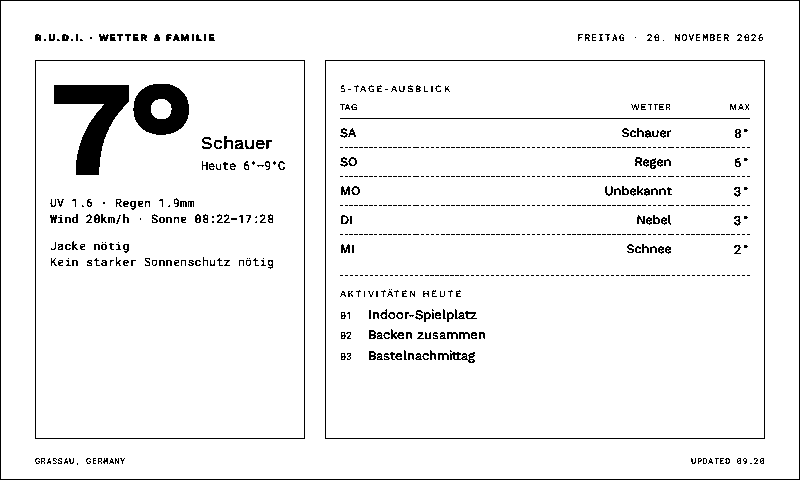 R.U.D.I. · WETTER & FAMILIE
FREITAG · 20. NOVEMBER 2026
7°
Schauer
Heute 6°–9°C
UV 1.6 · Regen 1.9mm
Wind 20km/h · Sonne 08:22–17:28
Jacke nötig
Kein starker Sonnenschutz nötig
5-TAGE-AUSBLICK
TAG WETTER MAX
SA Schauer 8°
SO Regen 6°
MO Unbekannt 3°
DI Nebel 3°
MI Schnee 2°
AKTIVITÄTEN HEUTE
01 Indoor-Spielplatz
02 Backen zusammen
03 Bastelnachmittag
GRASSAU, GERMANY
UPDATED 09.20